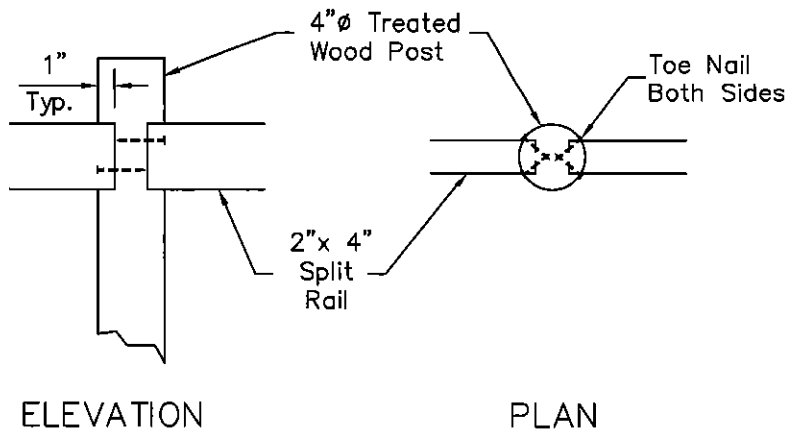 4"ø Treated
Wood Post
1"
Typ.
Toe Nail
Both Sides
2"x 4"
Split
Rail
ELEVATION
PLAN